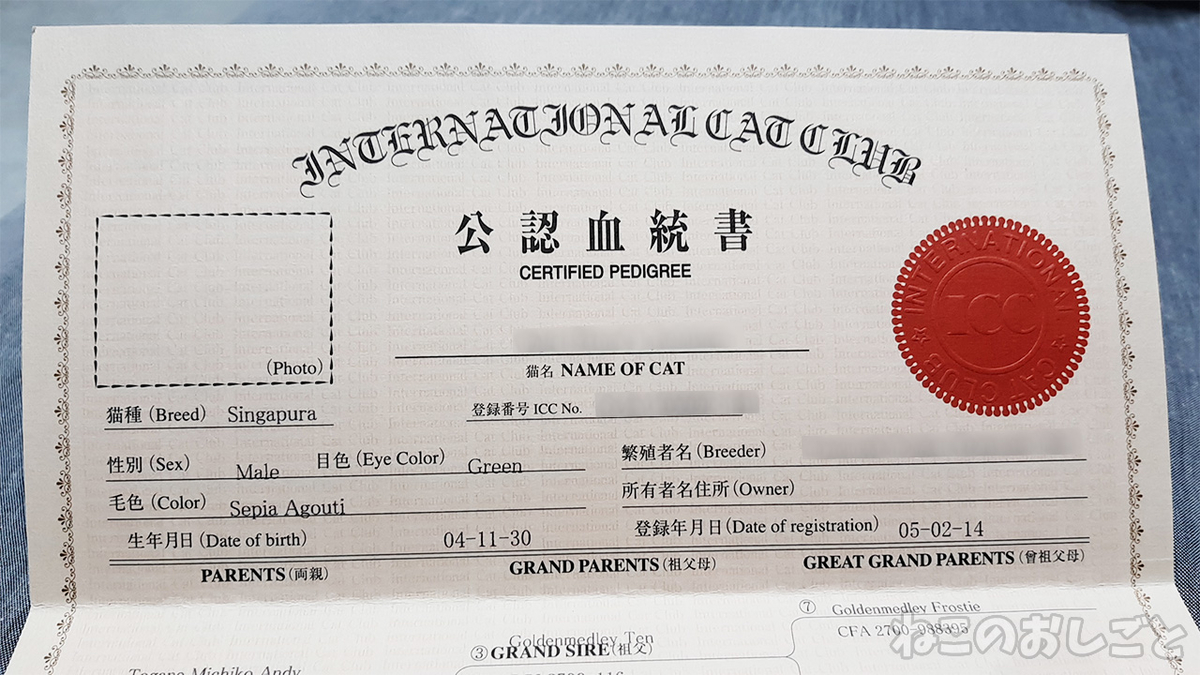 INTERNATIONAL CAT CLUB
公認血統書
CERTIFIED PEDIGREE
(Photo)
猫名 NAME OF CAT
猫種(Breed) Singapura
登録番号 ICC No.
性別(Sex) Male 目色(Eye Color) Green
繁殖者名(Breeder)
毛色(Color) Sepia Agouti
所有者名住所(Owner)
生年月日(Date of birth) 04-11-30
登録年月日(Date of registration) 05-02-14
PARENTS(両親)
GRAND PARENTS(祖父母)
GREAT GRAND PARENTS(曾祖父母)
INTERNATIONAL CAT CLUB
ICC
⑦ Goldenmedley Frostie
CFA 2700-988395
Goldenmedley Ten
③GRAND SIRE(祖父)
Michiko Andy
ねこのおしごと